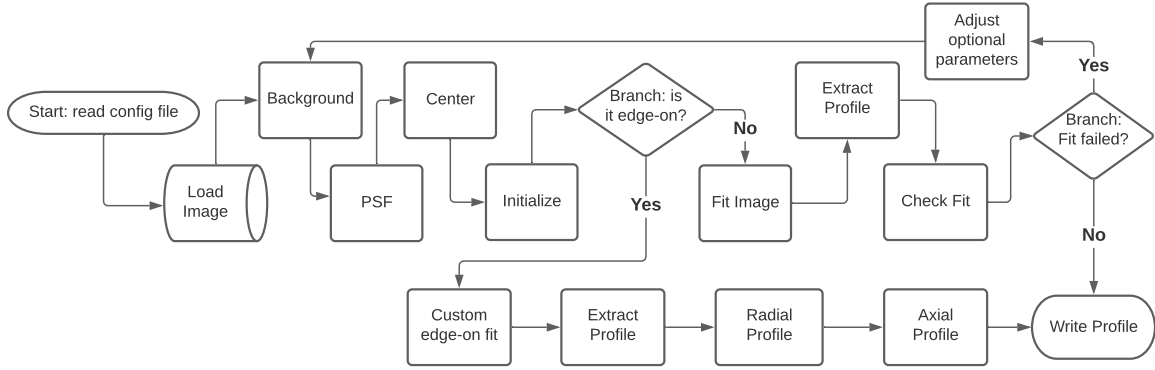 Start: read config file
Load
Image
Background
PSF
Center
Initialize
Branch: is
it edge-on?
No
Yes
Fit Image
Extract
Profile
Check Fit
Branch:
Fit failed?
Yes
Adjust
optional
parameters
No
Custom
edge-on fit
Extract
Profile
Radial
Profile
Axial
Profile
Write Profile